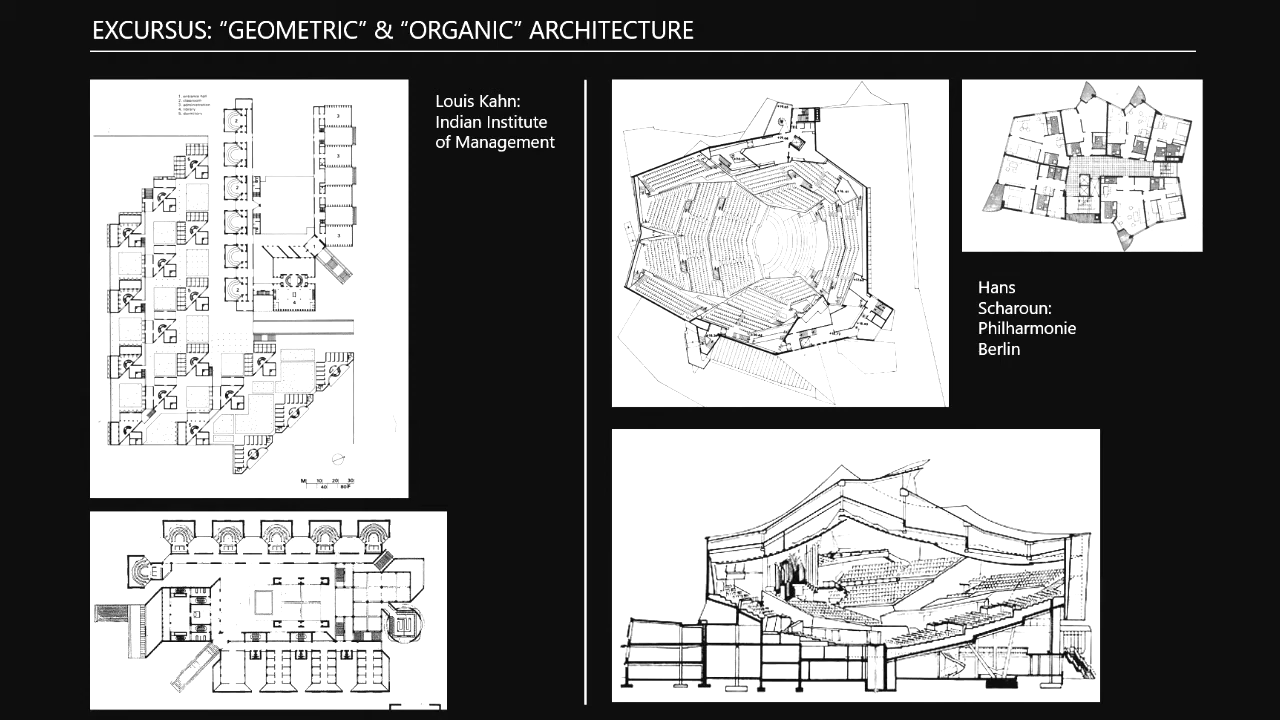 EXCURSUS: “GEOMETRIC” & “ORGANIC” ARCHITECTURE
Louis Kahn:
Indian Institute
of Management
Hans
Scharoun:
Philharmonie
Berlin